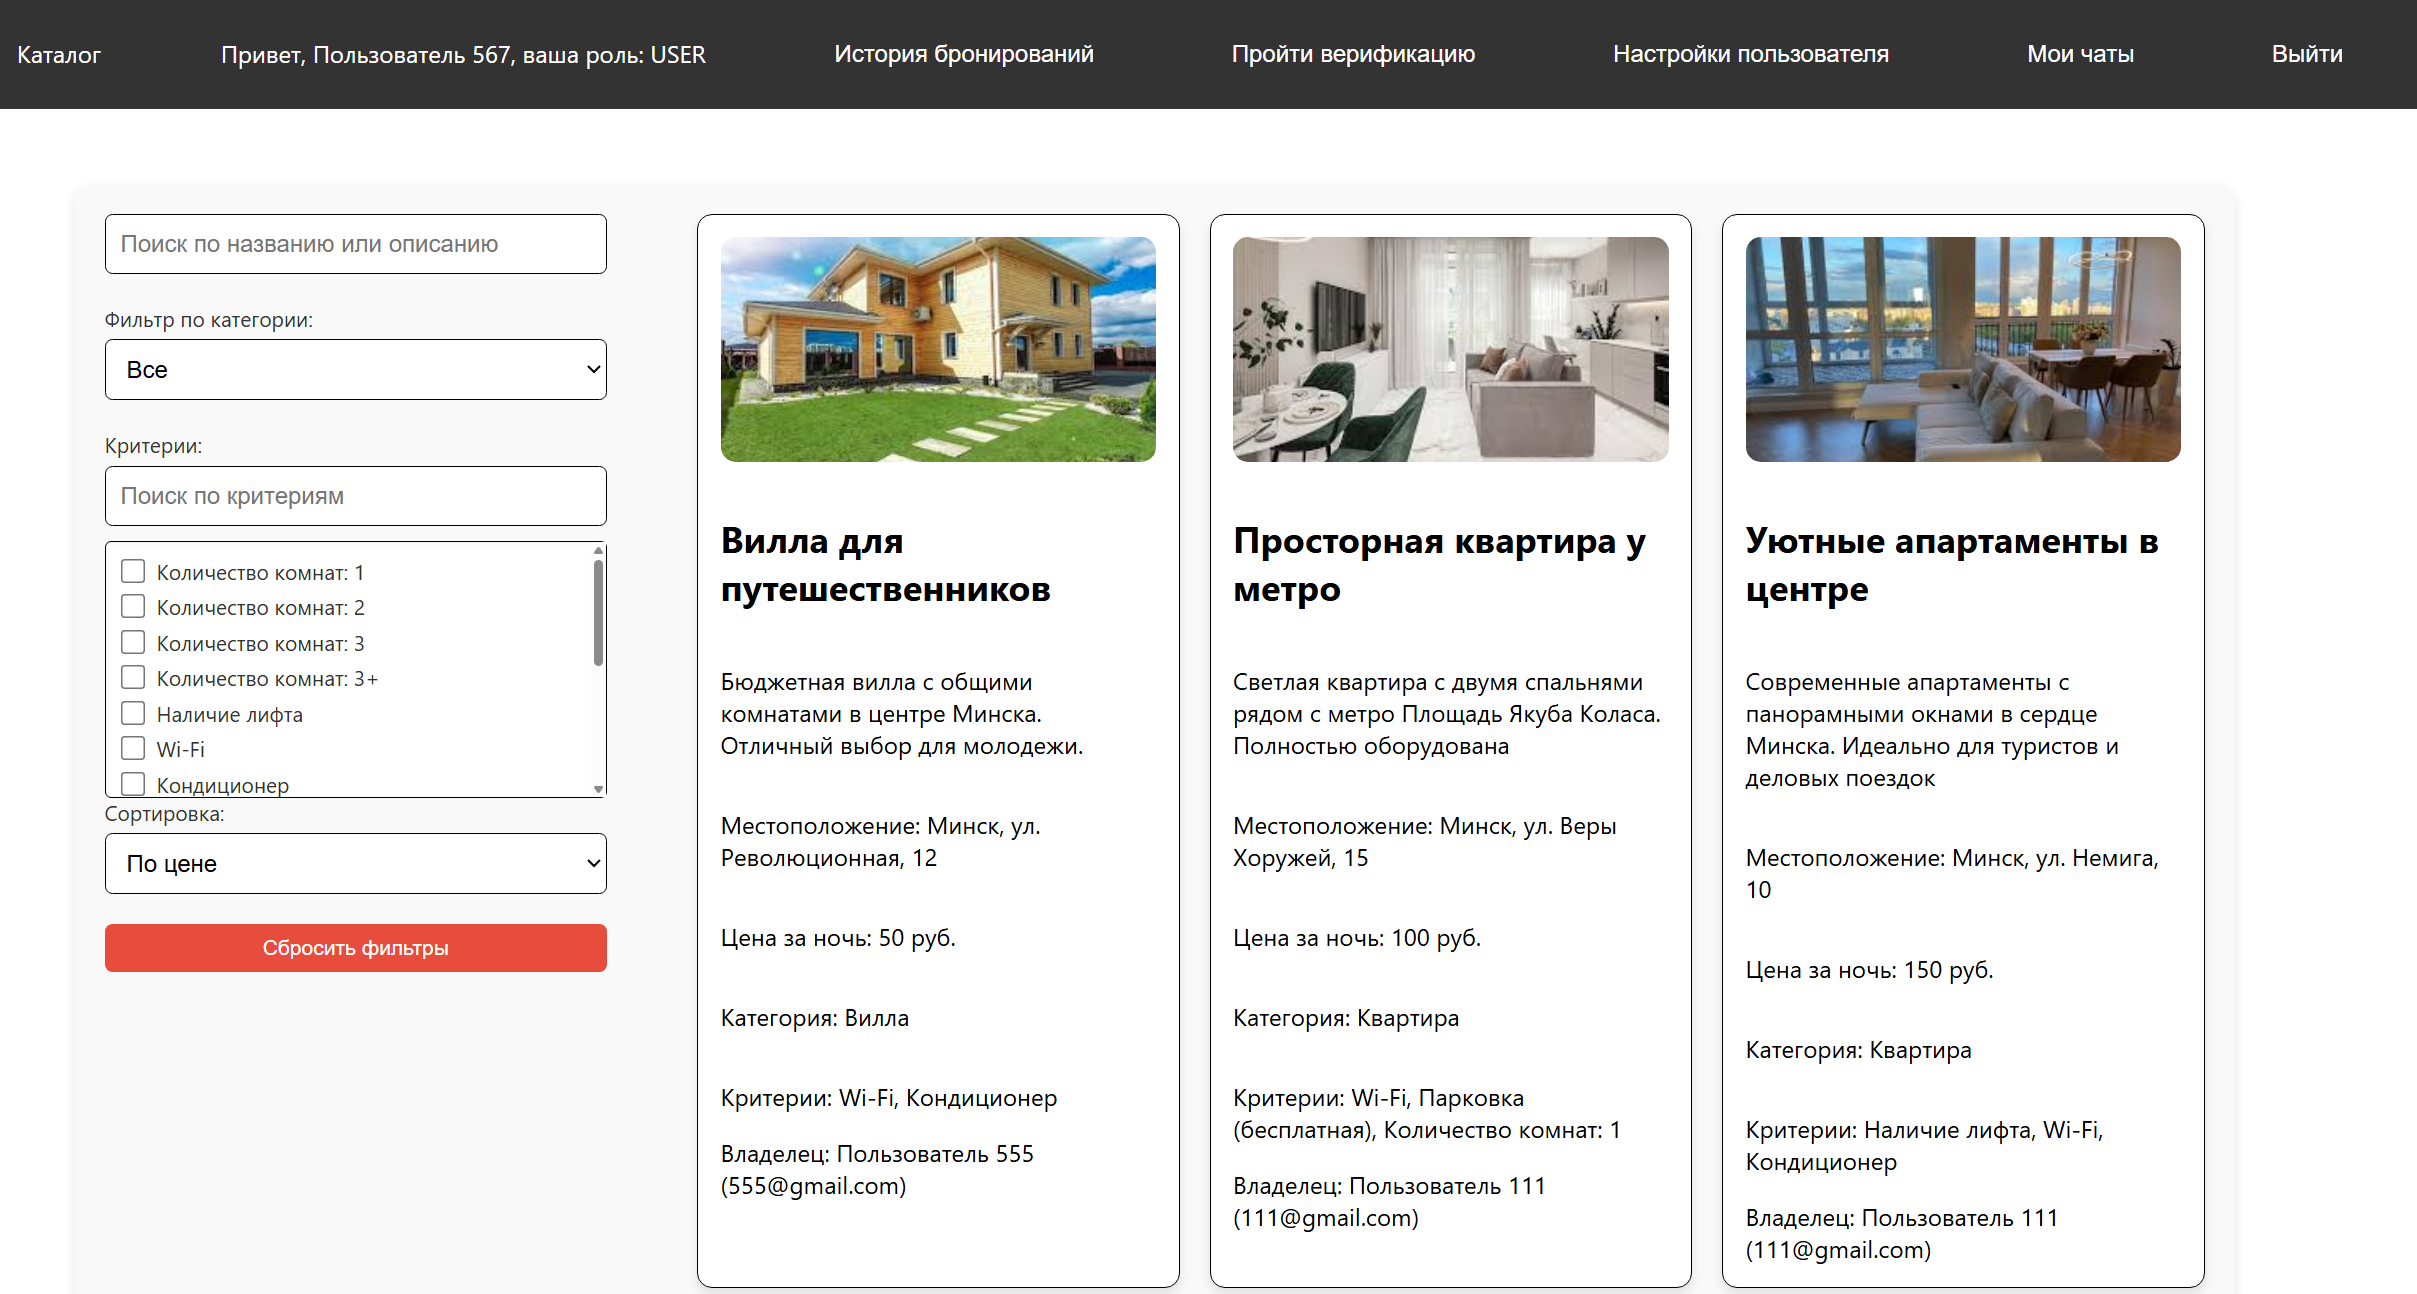 Каталог
Привет, Пользователь 567, ваша роль: USER
История бронирований
Пройти верификацию
Настройки пользователя
Мои чаты
Выйти
Поиск по названию или описанию
Фильтр по категории:
Все
Критерии:
Поиск по критериям
Количество комнат: 1
Количество комнат: 2
Количество комнат: 3
Количество комнат: 3+
Наличие лифта
Wi-Fi
Кондиционер
Сортировка:
По цене
Сбросить фильтры
Вилла для
путешественников
Бюджетная вилла с общими
комнатами в центре Минска.
Отличный выбор для молодежи.
Местоположение: Минск, ул.
Революционная, 12
Цена за ночь: 50 руб.
Категория: Вилла
Критерии: Wi-Fi, Кондиционер
Владелец: Пользователь 555
(555@gmail.com)
Просторная квартира у
метро
Светлая квартира с двумя спальнями
рядом с метро Площадь Якуба Коласа.
Полностью оборудована
Местоположение: Минск, ул. Веры
Хоружей, 15
Цена за ночь: 100 руб.
Категория: Квартира
Критерии: Wi-Fi, Парковка
(бесплатная), Количество комнат: 1
Владелец: Пользователь 111
(111@gmail.com)
Уютные апартаменты в
центре
Современные апартаменты с
панорамными окнами в сердце
Минска. Идеально для туристов и
деловых поездок
Местоположение: Минск, ул. Немига,
10
Цена за ночь: 150 руб.
Категория: Квартира
Критерии: Наличие лифта, Wi-Fi,
Кондиционер
Владелец: Пользователь 111
(111@gmail.com)